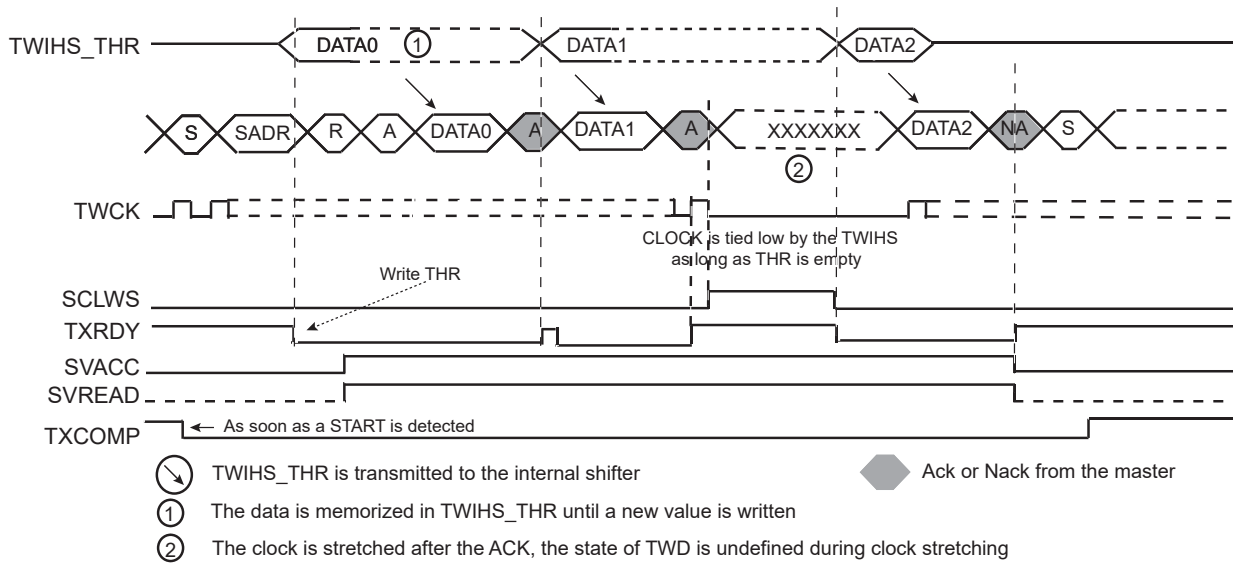 TWIHS_THR DATA0 1 DATA1 DATA2
S SADR R A DATA0 A DATA1 A XXXXXXX DATA2 NA S
2
TWCK
CLOCK is tied low by the TWIHS
as long as THR is empty
Write THR
SCLWS
TXRDY
SVACC
SVREAD
TXCOMP As soon as a START is detected
TWIHS_THR is transmitted to the internal shifter
Ack or Nack from the master
1 The data is memorized in TWIHS_THR until a new value is written
2 The clock is stretched after the ACK, the state of TWD is undefined during clock stretching